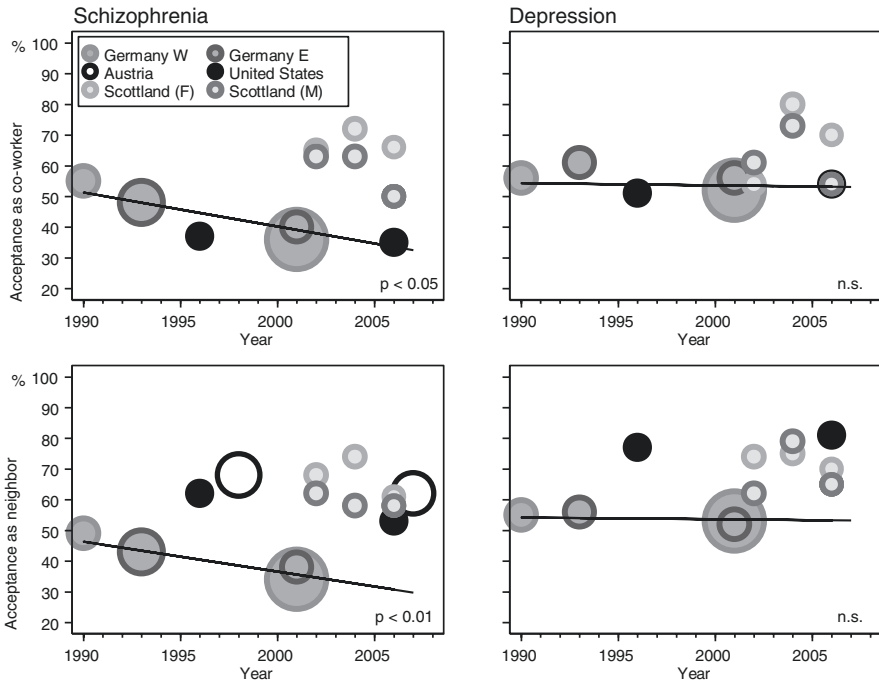 Schizophrenia
Depression
%
100
90
80
70
60
50
40
30
20
Acceptance as co-worker
Germany W
Germany E
Austria
United States
Scotland (F)
Scotland (M)
p < 0.05
n.s.
1990
1995
2000
2005
Year
1990
1995
2000
2005
Year
%
100
90
80
70
60
50
40
30
20
Acceptance as neighbor
p < 0.01
n.s.
1990
1995
2000
2005
Year
1990
1995
2000
2005
Year